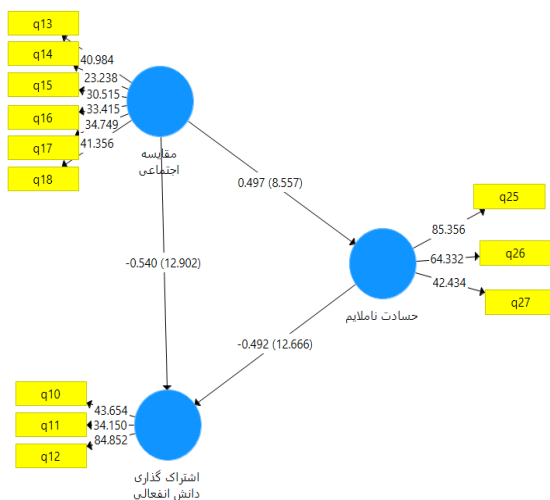 q13
q14
q15
q16
q17
q18
40.984
23.238
30.515
33.415
34.749
41.356
مقایسه
اجتماعی
0.497 (8.557)
-0.540 (12.902)
-0.492 (12.666)
q25
q26
q27
85.356
64.332
42.434
حسادت ناملایم
q10
q11
q12
43.654
34.150
84.852
اشتراک گذاری
دانش انفعالی